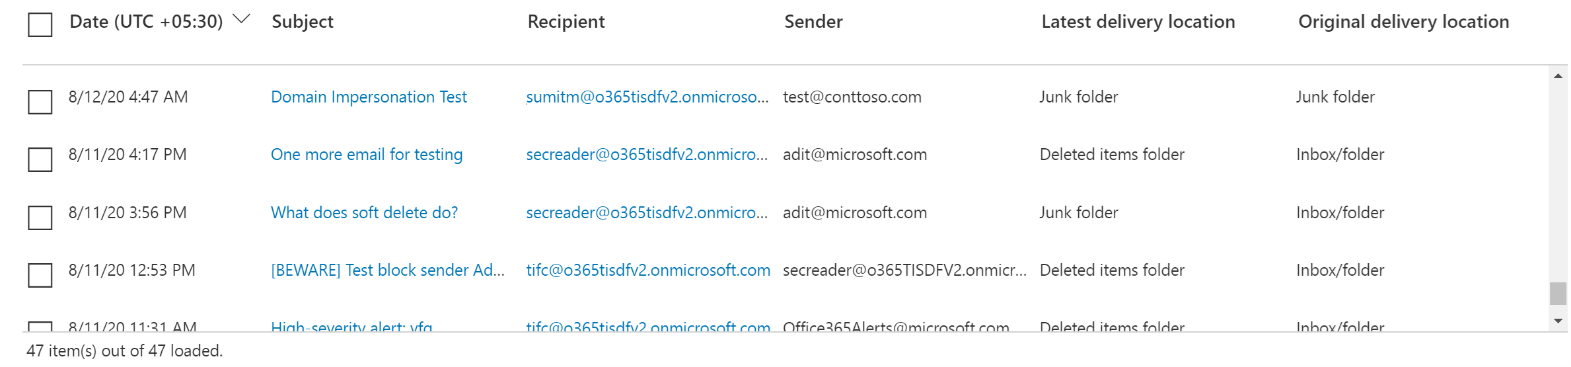 Date (UTC +05:30) Subject Recipient Sender Latest delivery location Original delivery location
8/12/20 4:47 AM Domain Impersonation Test sumitm@o365tisdfv2.onmicroso... test@conttoso.com Junk folder Junk folder
8/11/20 4:17 PM One more email for testing secreader@o365tisdfv2.onmicro... adit@microsoft.com Deleted items folder Inbox/folder
8/11/20 3:56 PM What does soft delete do? secreader@o365tisdfv2.onmicro... adit@microsoft.com Junk folder Inbox/folder
8/11/20 12:53 PM [BEWARE] Test block sender Ad... tifc@o365tisdfv2.onmicrosoft.com secreader@o365TISDFV2.onmicr... Deleted items folder Inbox/folder
8/11/20 11:31 AM High-severity alert: vfg tifc@o365tisdfv2.onmicrosoft.com Office365Alerts@microsoft.com Deleted items folder Inbox/folder
47 item(s) out of 47 loaded.